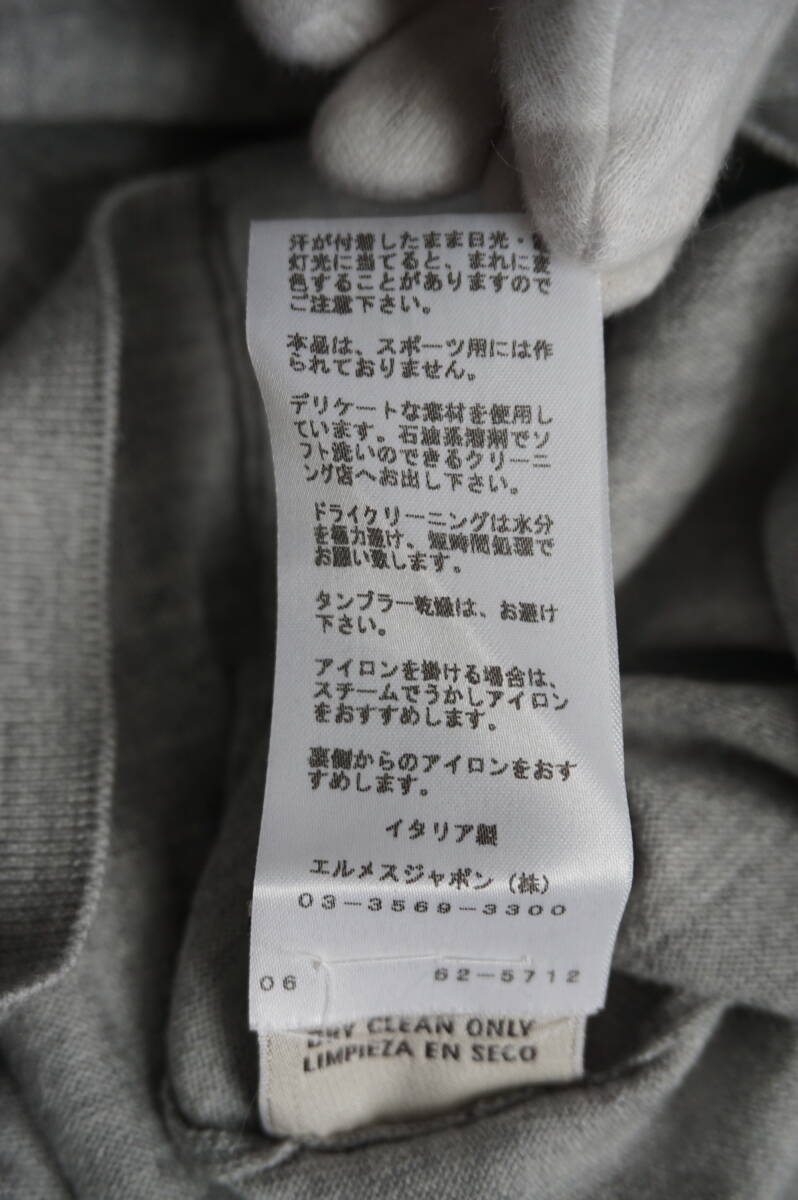 汗が付着したまま日光・
灯光に当てると、まれに変
色することがありますので
ご注意下さい。
本品は、スポーツ用には作
られておりません。
デリケートな素材を使用し
ています。石油系溶剤でソ
フト洗いのできるクリーニ
ング店へお出し下さい。
ドライクリーニングは水分
を極力避け、短時間処理で
お願い致します。
タンブラー乾燥は、お避け
下さい。
アイロンを掛ける場合は、
スチームでうかしアイロン
をおすすめします。
裏側からのアイロンをおす
すめします。
イタリア製
エルメスジャポン（株）
03-3569-3300
06 62-5712
DRY CLEAN ONLY
LIMPIEZA EN SECO